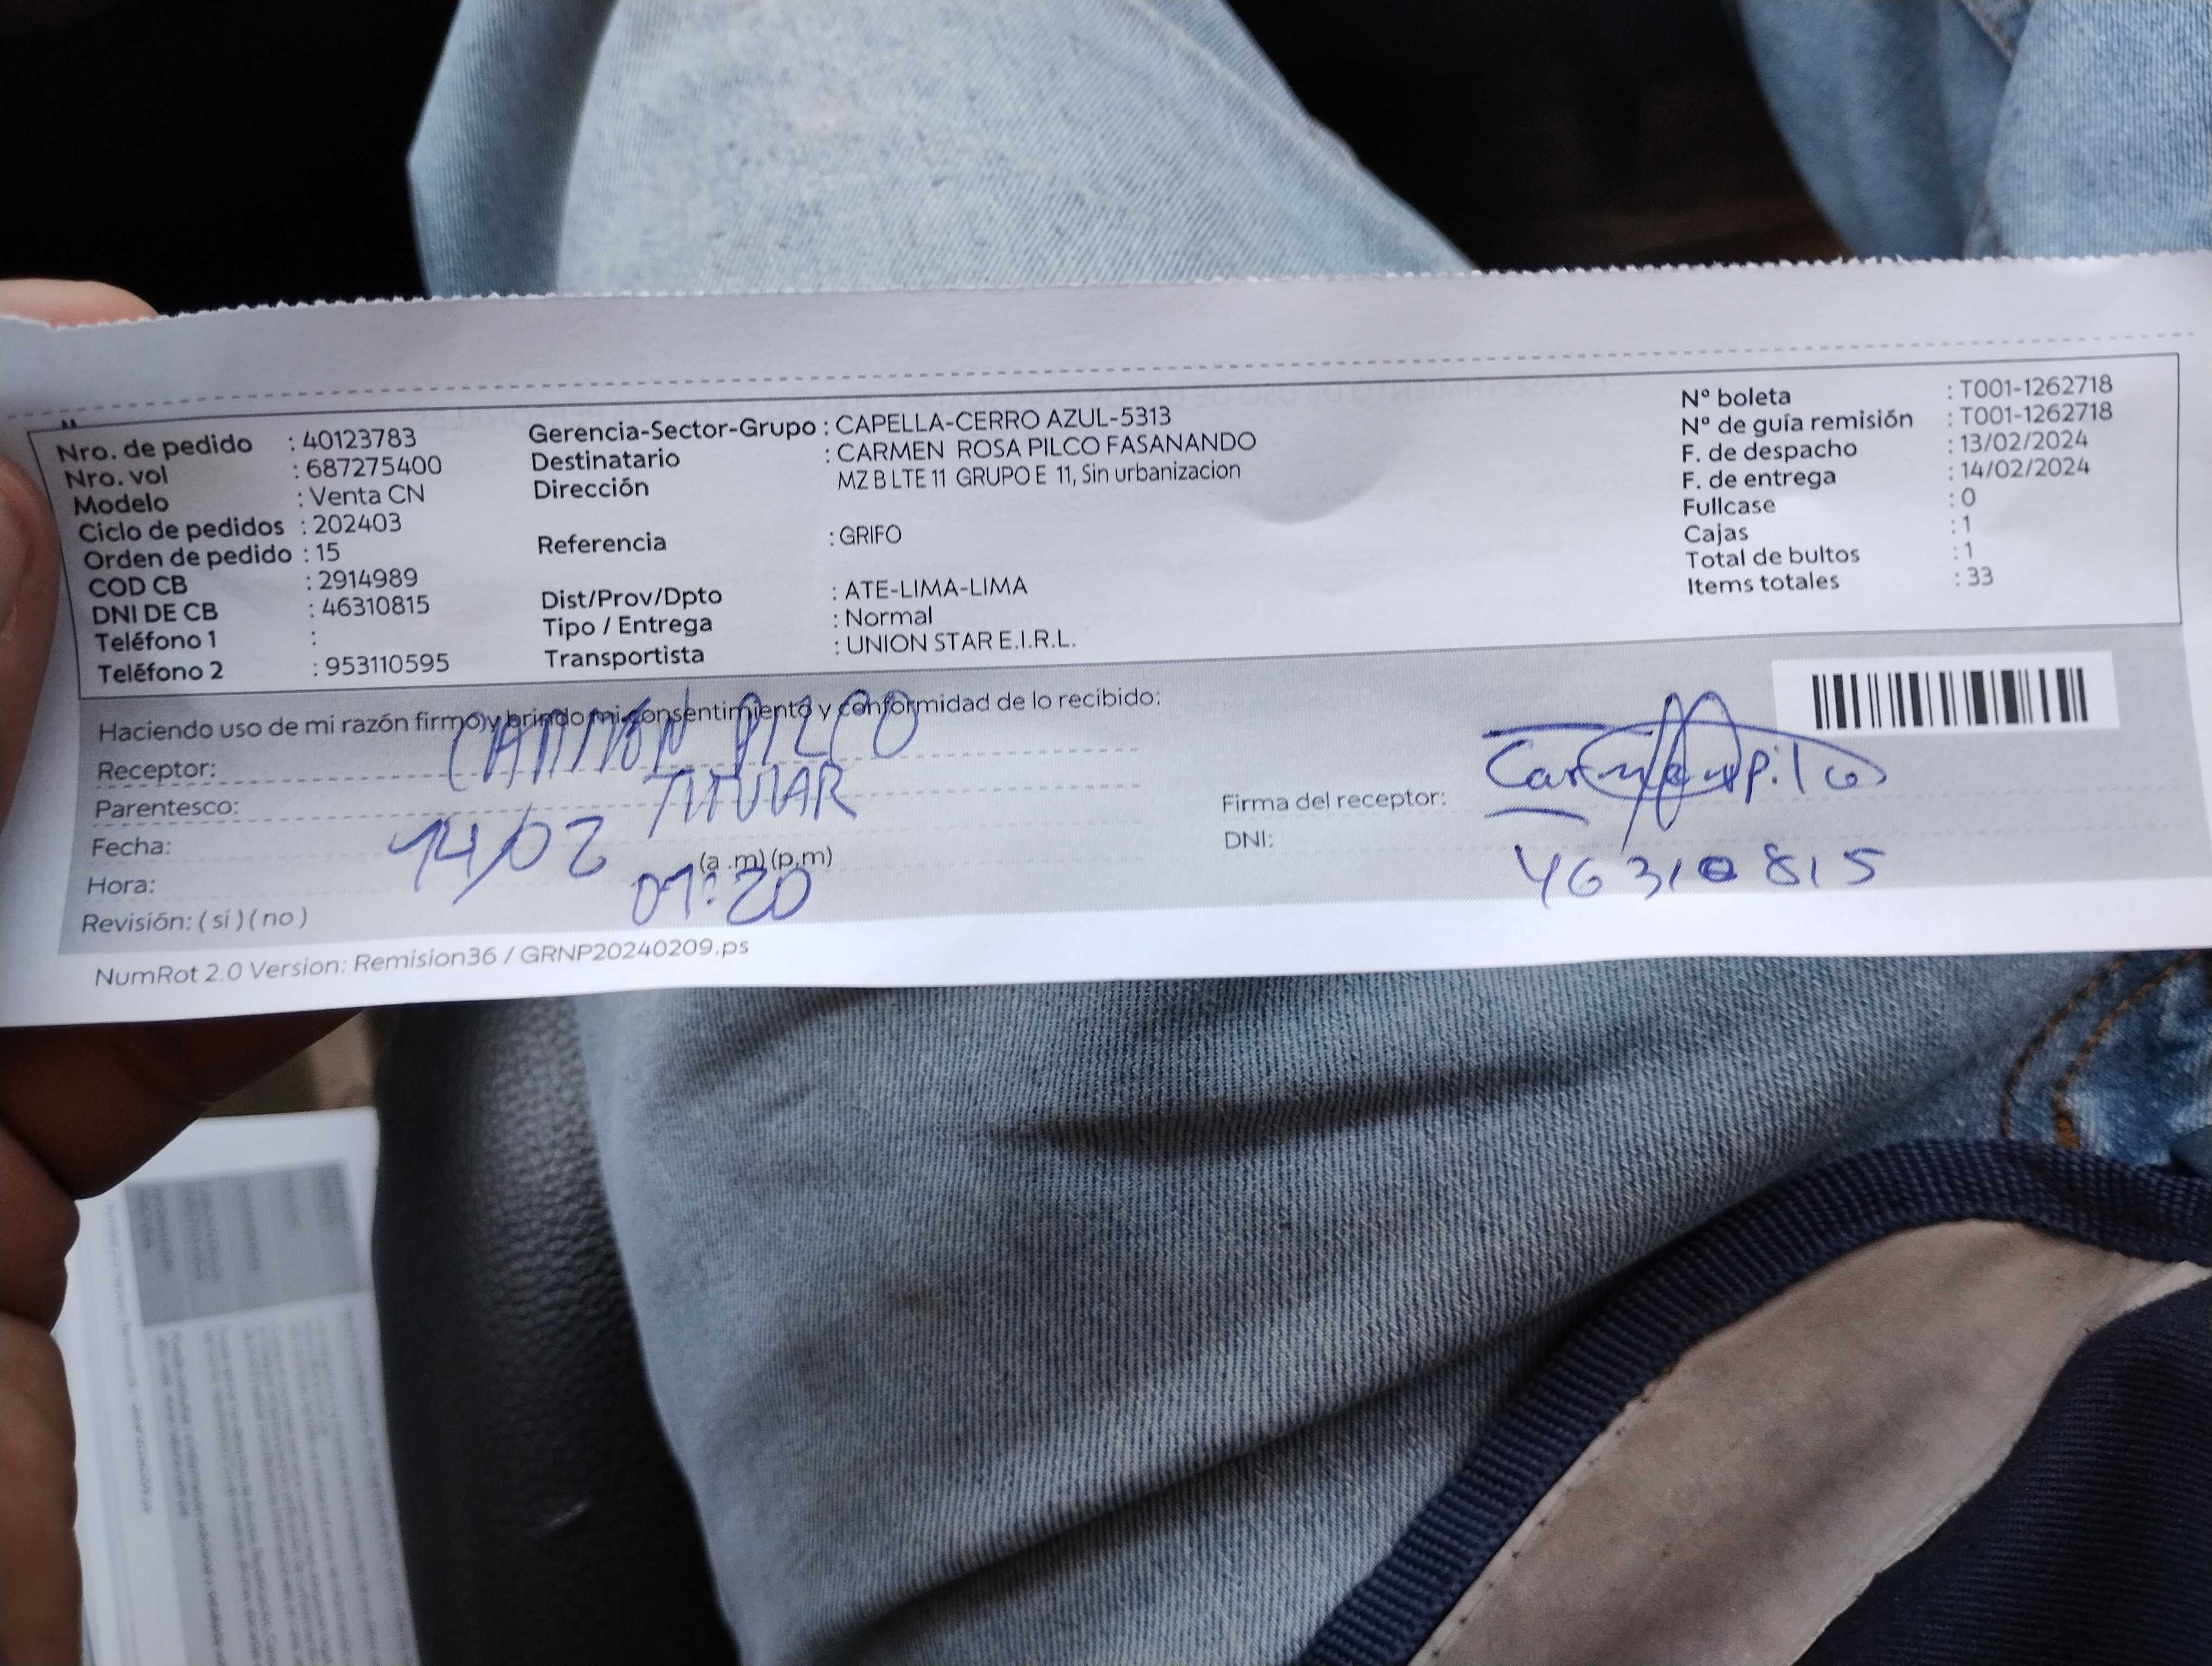 Nro. de pedido : 40123783
Nro. vol : 687275400
Modelo : Venta CN
Ciclo de pedidos : 202403
Orden de pedido : 15
COD CB : 2914989
DNI DE CB : 46310815
Teléfono 1 :
Teléfono 2 : 953110595
Gerencia-Sector-Grupo : CAPELLA-CERRO AZUL-5313
Destinatario : CARMEN ROSA PILCO FASANANDO
Dirección MZ B LTE 11 GRUPO E 11, Sin urbanizacion
Referencia : GRIFO
Dist/Prov/Dpto : ATE-LIMA-LIMA
Tipo / Entrega : Normal
Transportista : UNION STAR E.I.R.L.
Nº boleta : T001-1262718
Nº de guía remisión : T001-1262718
F. de despacho : 13/02/2024
F. de entrega : 14/02/2024
Fullcase : 0
Cajas : 1
Total de bultos : 1
Items totales : 33
Haciendo uso de mi razón firmo y brindo mi consentimiento y conformidad de lo recibido:
Receptor: CARMEN PILCO
Parentesco: TITULAR
Fecha: 14/02
Hora: (a .m) (p.m)
Revisión: ( si ) ( no )
Firma del receptor: Carmen pilco
DNI: 46310815
NumRot 2.0 Version: Remision36 / GRNP20240209.ps